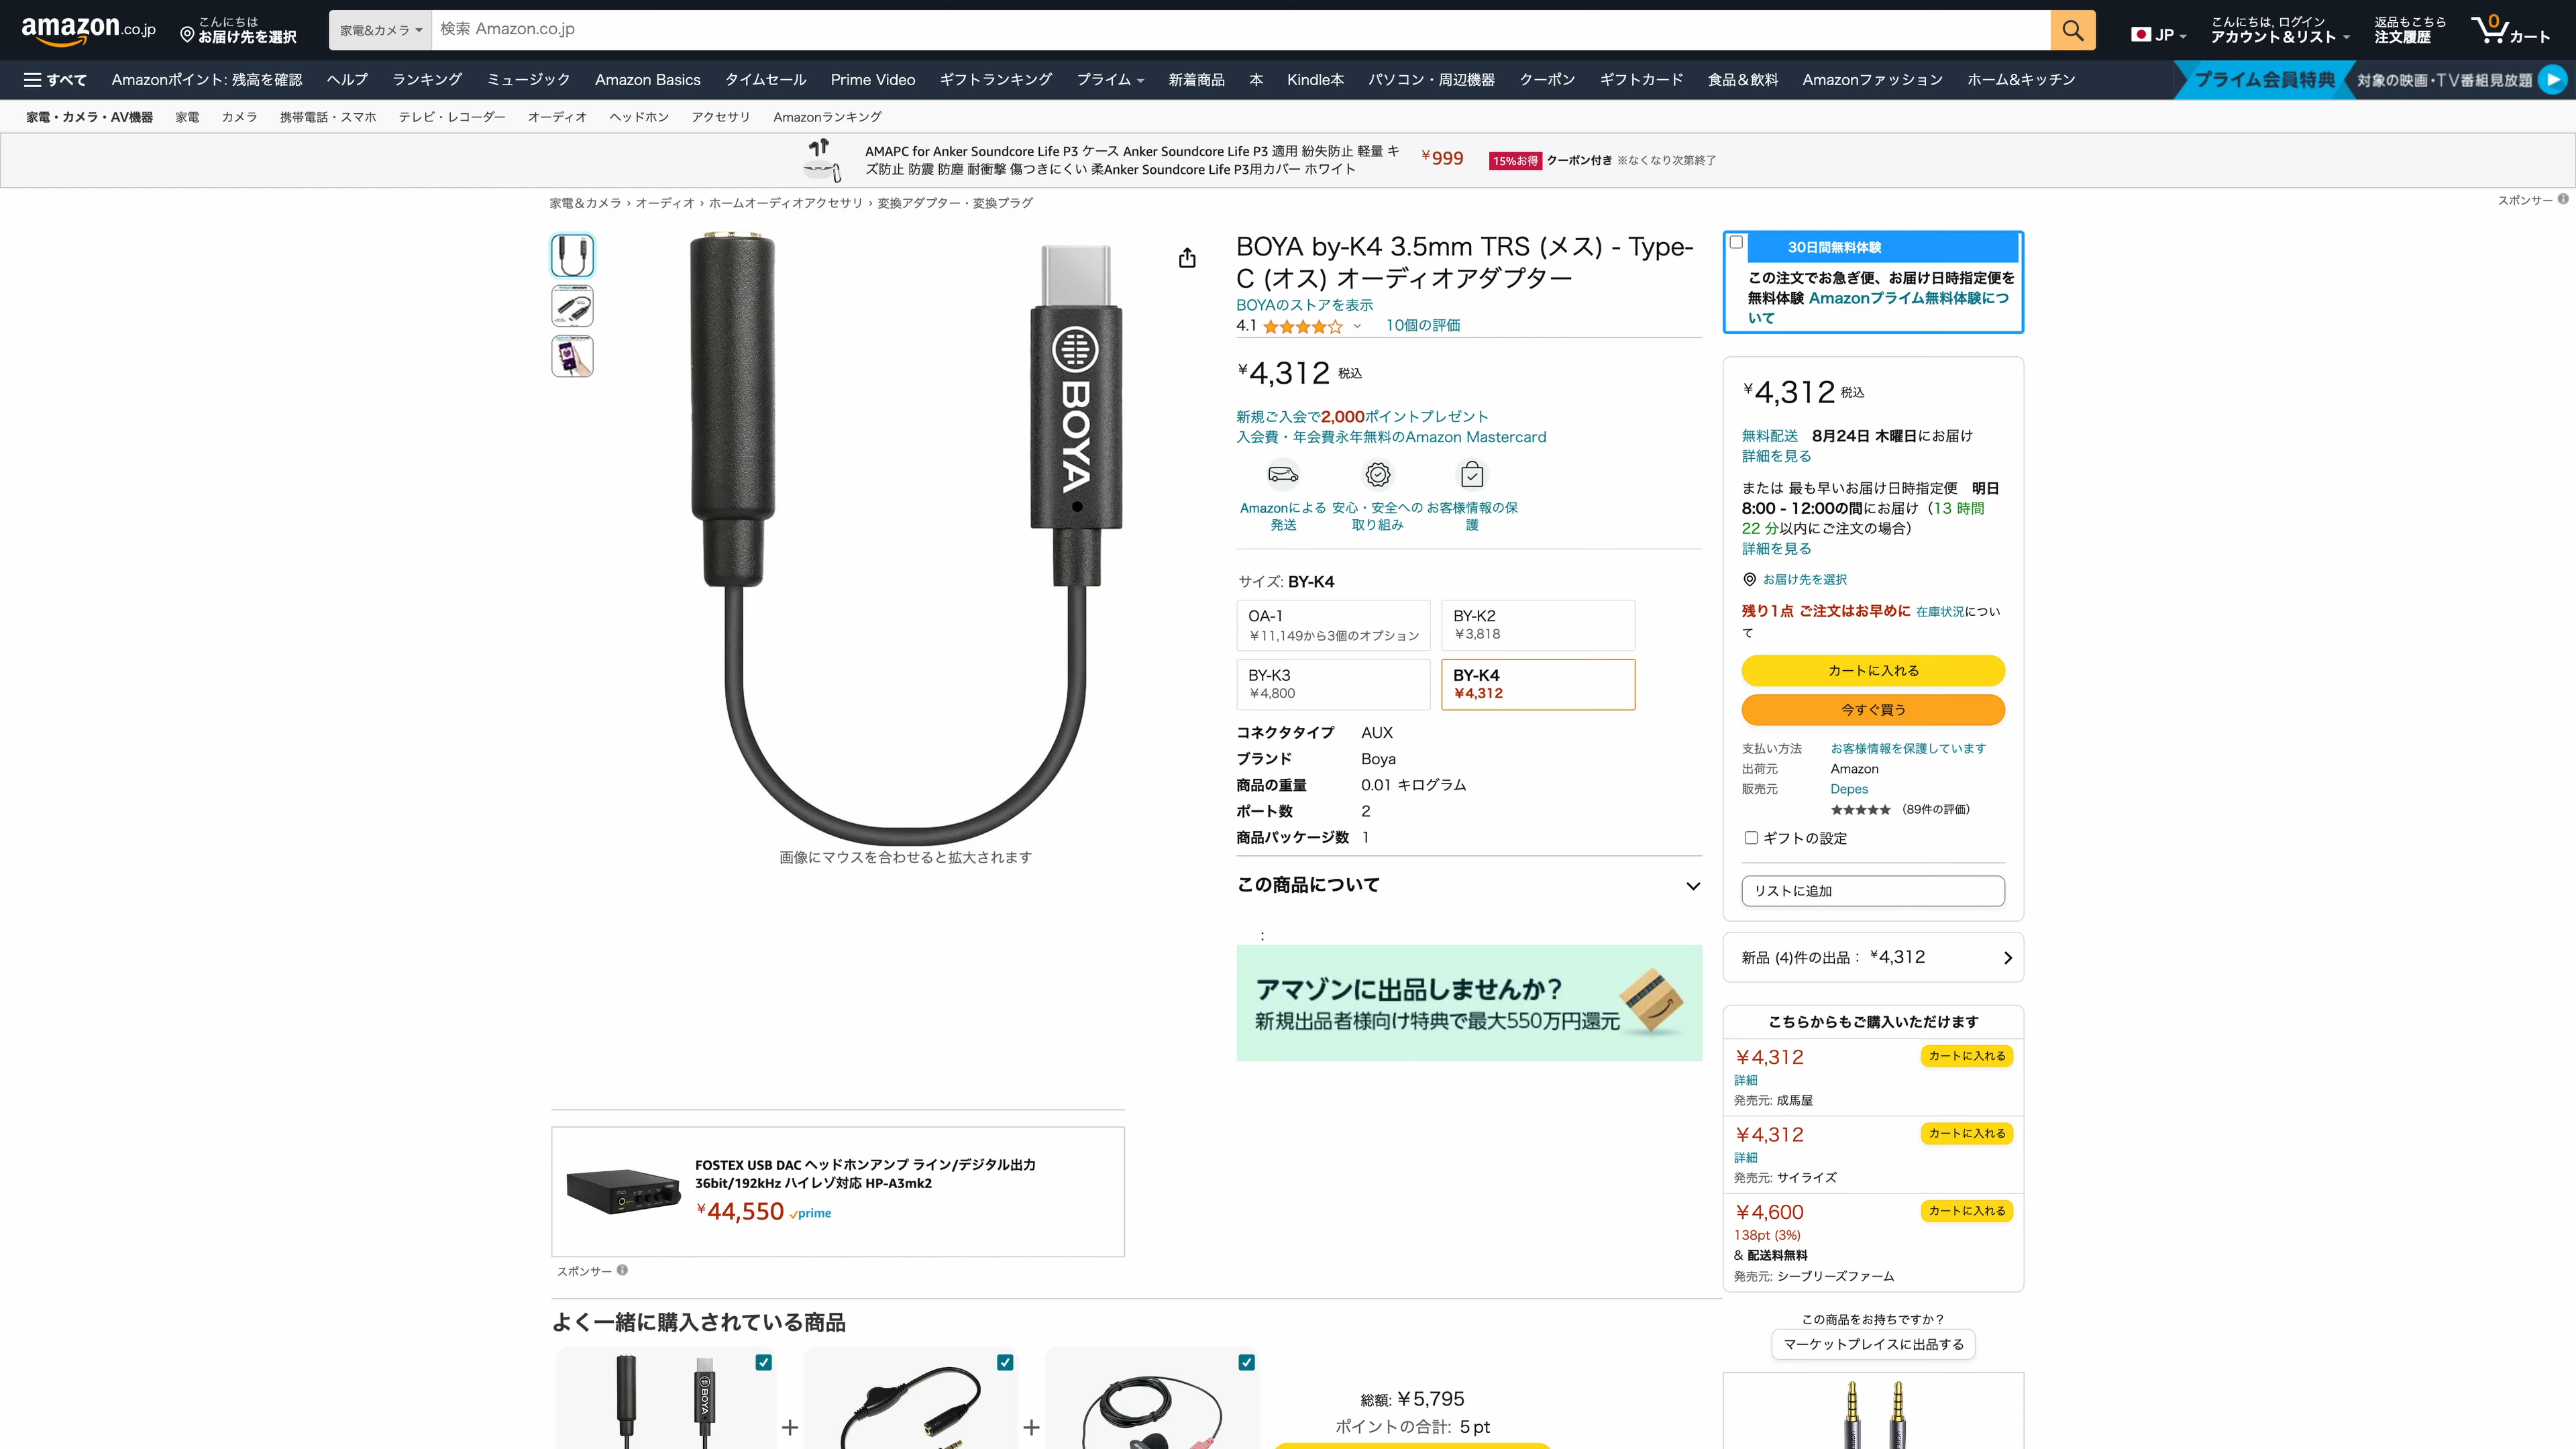 amazon.co.jp
こんにちは
お届け先を選択
家電&カメラ
検索 Amazon.co.jp
JP
こんにちは, ログイン
アカウント&リスト
返品もこちら
注文履歴
0
カート
すべて
Amazonポイント: 残高を確認
ヘルプ
ランキング
ミュージック
Amazon Basics
タイムセール
Prime Video
ギフトランキング
プライム
新着商品
本
Kindle本
パソコン・周辺機器
クーポン
ギフトカード
食品&飲料
Amazonファッション
ホーム&キッチン
プライム会員特典
対象の映画・TV番組見放題
家電・カメラ・AV機器
家電
カメラ
携帯電話・スマホ
テレビ・レコーダー
オーディオ
ヘッドホン
アクセサリ
Amazonランキング
AMAPC for Anker Soundcore Life P3 ケース Anker Soundcore Life P3 適用 紛失防止 軽量 キ
ズ防止 防震 防塵 耐衝撃 傷つきにくい 柔Anker Soundcore Life P3用カバー ホワイト
¥999
15%お得 クーポン付き ※なくなり次第終了
スポンサー
家電&カメラ › オーディオ › ホームオーディオアクセサリ › 変換アダプター・変換プラグ
BOYA
画像にマウスを合わせると拡大されます
BOYA by-K4 3.5mm TRS (メス) - Type-
C (オス) オーディオアダプター
BOYAのストアを表示
4.1
10個の評価
¥4,312 税込
新規ご入会で2,000ポイントプレゼント
入会費・年会費永年無料のAmazon Mastercard
Amazonによる
発送
安心・安全への
取り組み
お客様情報の保
護
サイズ: BY-K4
OA-1
¥11,149から3個のオプション
BY-K2
¥3,818
BY-K3
¥4,800
BY-K4
¥4,312
コネクタタイプ AUX
ブランド Boya
商品の重量 0.01 キログラム
ポート数 2
商品パッケージ数 1
この商品について
:
アマゾンに出品しませんか?
新規出品者様向け特典で最大550万円還元
30日間無料体験
この注文でお急ぎ便、お届け日時指定便を
無料体験 Amazonプライム無料体験につ
いて
¥4,312 税込
無料配送 8月24日 木曜日にお届け
詳細を見る
または 最も早いお届け日時指定便 明日
8:00 - 12:00の間にお届け（13 時間
22 分以内にご注文の場合）
詳細を見る
お届け先を選択
残り1点 ご注文はお早めに 在庫状況につい
て
カートに入れる
今すぐ買う
支払い方法 お客様情報を保護しています
出荷元 Amazon
販売元 Depes
（89件の評価）
ギフトの設定
リストに追加
新品 (4)件の出品： ¥4,312
こちらからもご購入いただけます
¥4,312
カートに入れる
詳細
発売元: 成馬屋
¥4,312
カートに入れる
詳細
発売元: サイライズ
¥4,600
カートに入れる
138pt (3%)
& 配送料無料
発売元: シーブリーズファーム
この商品をお持ちですか？
マーケットプレイスに出品する
FOSTEX USB DAC ヘッドホンアンプ ライン/デジタル出力
36bit/192kHz ハイレゾ対応 HP-A3mk2
¥44,550 prime
スポンサー
よく一緒に購入されている商品
BOYA
+
+
総額: ¥5,795
ポイントの合計: 5pt